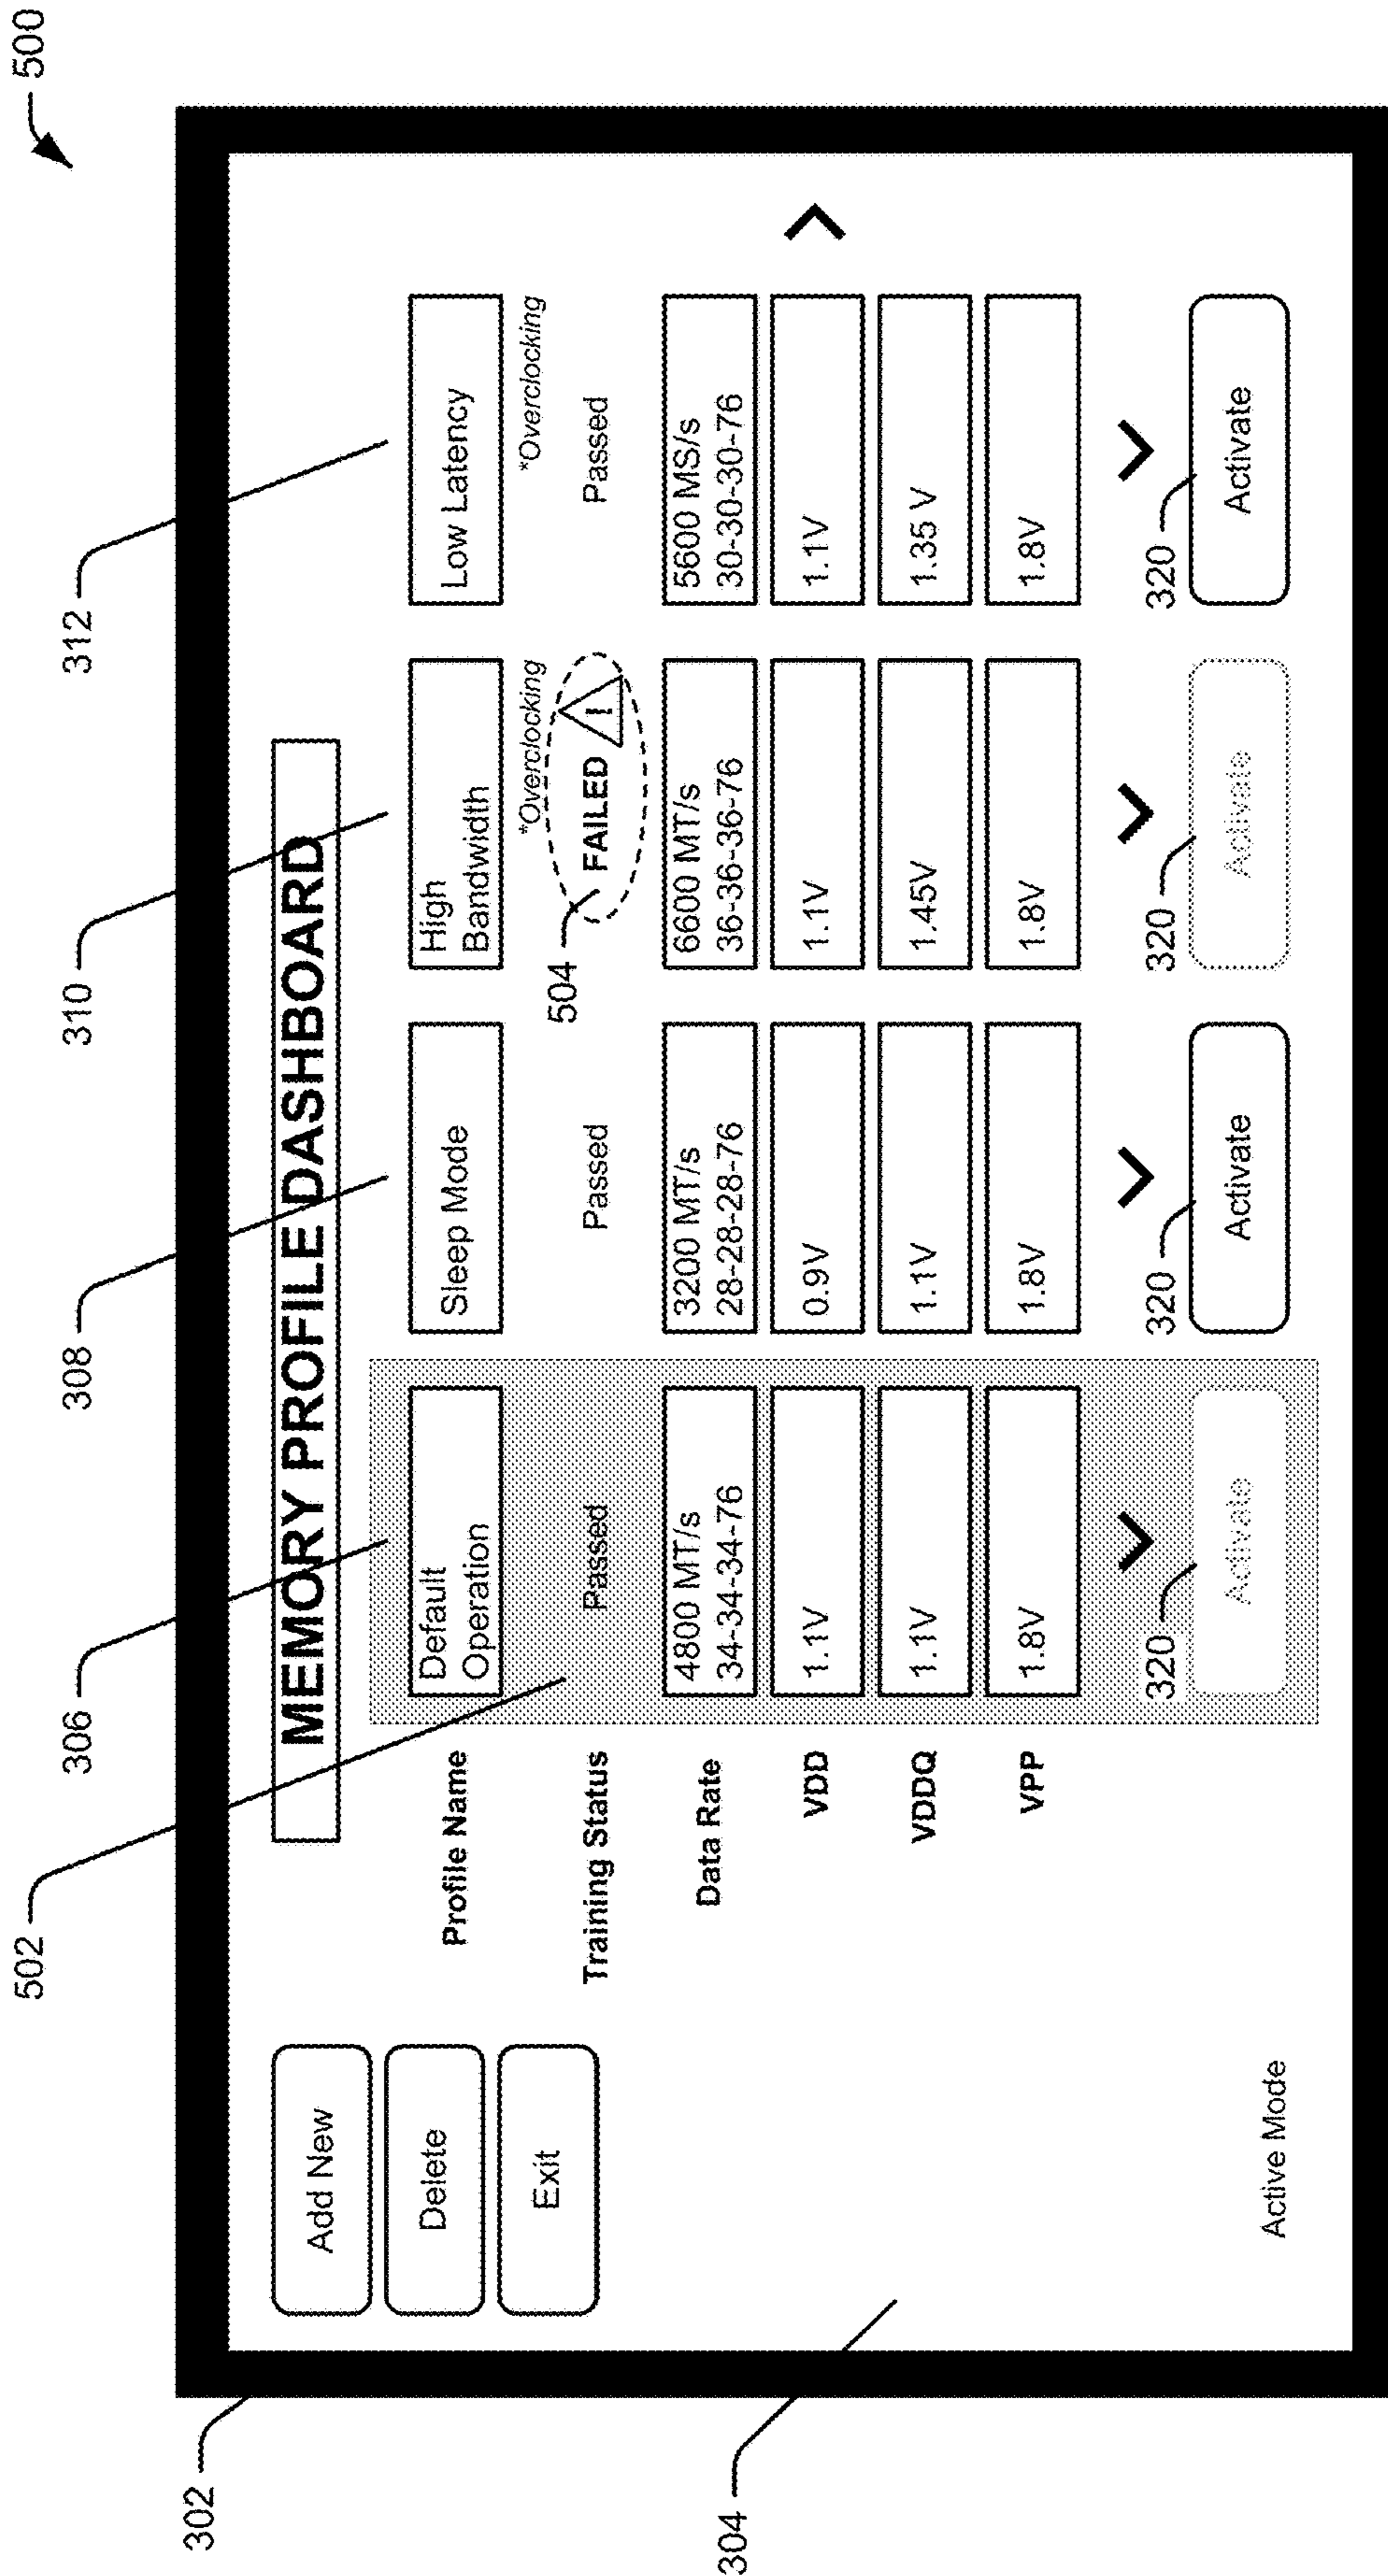 500
502
306
308
310
312
302
304
MEMORY PROFILE DASHBOARD
Add New
Delete
Exit
Profile Name
Default
Operation
Sleep Mode
High
Bandwidth
Low Latency
*Overclocking
*Overclocking
Training Status
Passed
Passed
504
FAILED !
Passed
Data Rate
4800 MT/s
34-34-34-76
3200 MT/s
28-28-28-76
6600 MT/s
36-36-36-76
5600 MS/s
30-30-30-76
VDD
1.1V
0.9V
1.1V
1.1V
VDDQ
1.1V
1.1V
1.45V
1.35 V
VPP
1.8V
1.8V
1.8V
1.8V
320
320
320
320
Active Mode
Activate
Activate
Activate
Activate